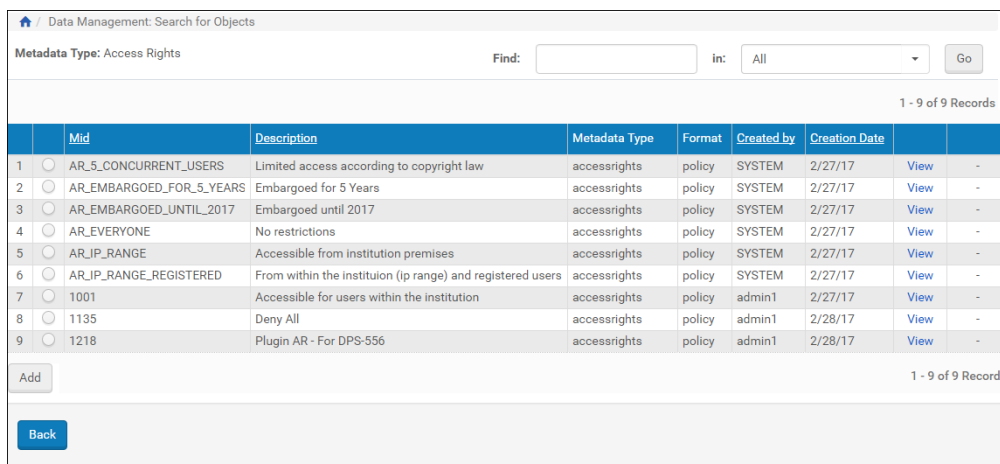 / Data Management: Search for Objects
Metadata Type: Access Rights Find: in: All Go
1 - 9 of 9 Records
Mid Description Metadata Type Format Created by Creation Date
1 AR_5_CONCURRENT_USERS Limited access according to copyright law accessrights policy SYSTEM 2/27/17 View -
2 AR_EMBARGOED_FOR_5_YEARS Embargoed for 5 Years accessrights policy SYSTEM 2/27/17 View -
3 AR_EMBARGOED_UNTIL_2017 Embargoed until 2017 accessrights policy SYSTEM 2/27/17 View -
4 AR_EVERYONE No restrictions accessrights policy SYSTEM 2/27/17 View -
5 AR_IP_RANGE Accessible from institution premises accessrights policy SYSTEM 2/27/17 View -
6 AR_IP_RANGE_REGISTERED From within the instituion (ip range) and registered users accessrights policy SYSTEM 2/27/17 View -
7 1001 Accessible for users within the institution accessrights policy admin1 2/27/17 View -
8 1135 Deny All accessrights policy admin1 2/28/17 View -
9 1218 Plugin AR - For DPS-556 accessrights policy admin1 2/28/17 View -
Add 1 - 9 of 9 Record
Back